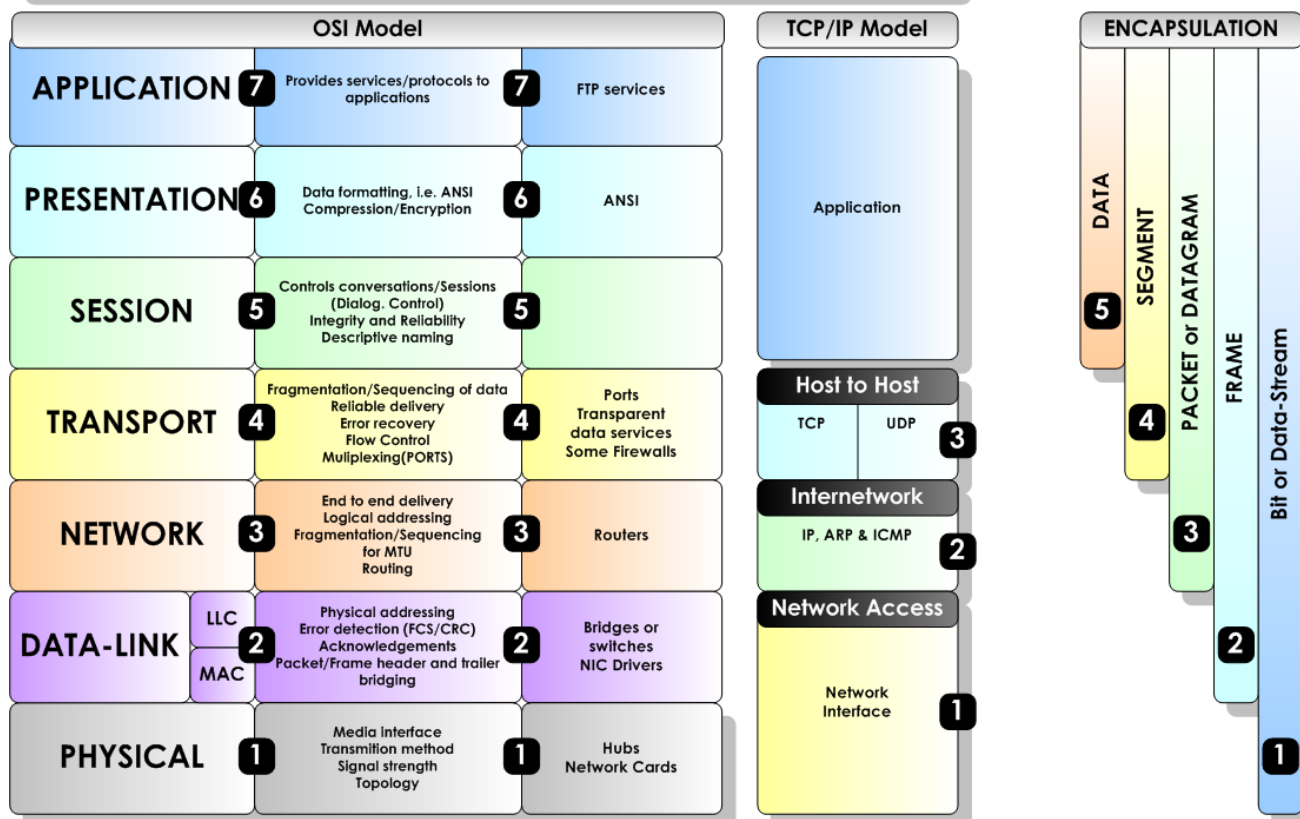 OSI Model
APPLICATION
7
Provides services/protocols to
applications
7
FTP services
PRESENTATION
6
Data formatting, i.e. ANSI
Compression/Encryption
6
ANSI
SESSION
5
Controls conversations/Sessions
(Dialog. Control)
Integrity and Reliability
Descriptive naming
5
TRANSPORT
4
Fragmentation/Sequencing of data
Reliable delivery
Error recovery
Flow Control
Muliplexing(PORTS)
4
Ports
Transparent
data services
Some Firewalls
NETWORK
3
End to end delivery
Logical addressing
Fragmentation/Sequencing
for MTU
Routing
3
Routers
DATA-LINK
LLC
MAC
2
Physical addressing
Error detection (FCS/CRC)
Acknowledgements
Packet/Frame header and trailer
bridging
2
Bridges or
switches
NIC Drivers
PHYSICAL
1
Media interface
Transmition method
Signal strength
Topology
1
Hubs
Network Cards
TCP/IP Model
Application
Host to Host
TCP
UDP
3
Internetwork
IP, ARP & ICMP
2
Network Access
Network
Interface
1
ENCAPSULATION
DATA
5
SEGMENT
4
PACKET or DATAGRAM
3
FRAME
2
Bit or Data-Stream
1